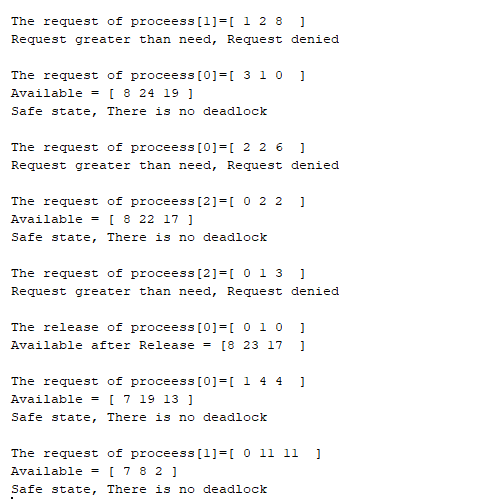 The request of proceess[1]=[ 1 2 8  ]
Request greater than need, Request denied
The request of proceess[0]=[ 3 1 0  ]
Available = [ 8 24 19 ]
Safe state, There is no deadlock
The request of proceess[0]=[ 2 2 6  ]
Request greater than need, Request denied
The request of proceess[2]=[ 0 2 2  ]
Available = [ 8 22 17 ]
Safe state, There is no deadlock
The request of proceess[2]=[ 0 1 3  ]
Request greater than need, Request denied
The release of proceess[0]=[ 0 1 0  ]
Available after Release = [8 23 17  ]
The request of proceess[0]=[ 1 4 4  ]
Available = [ 7 19 13 ]
Safe state, There is no deadlock
The request of proceess[1]=[ 0 11 11  ]
Available = [ 7 8 2 ]
Safe state, There is no deadlock